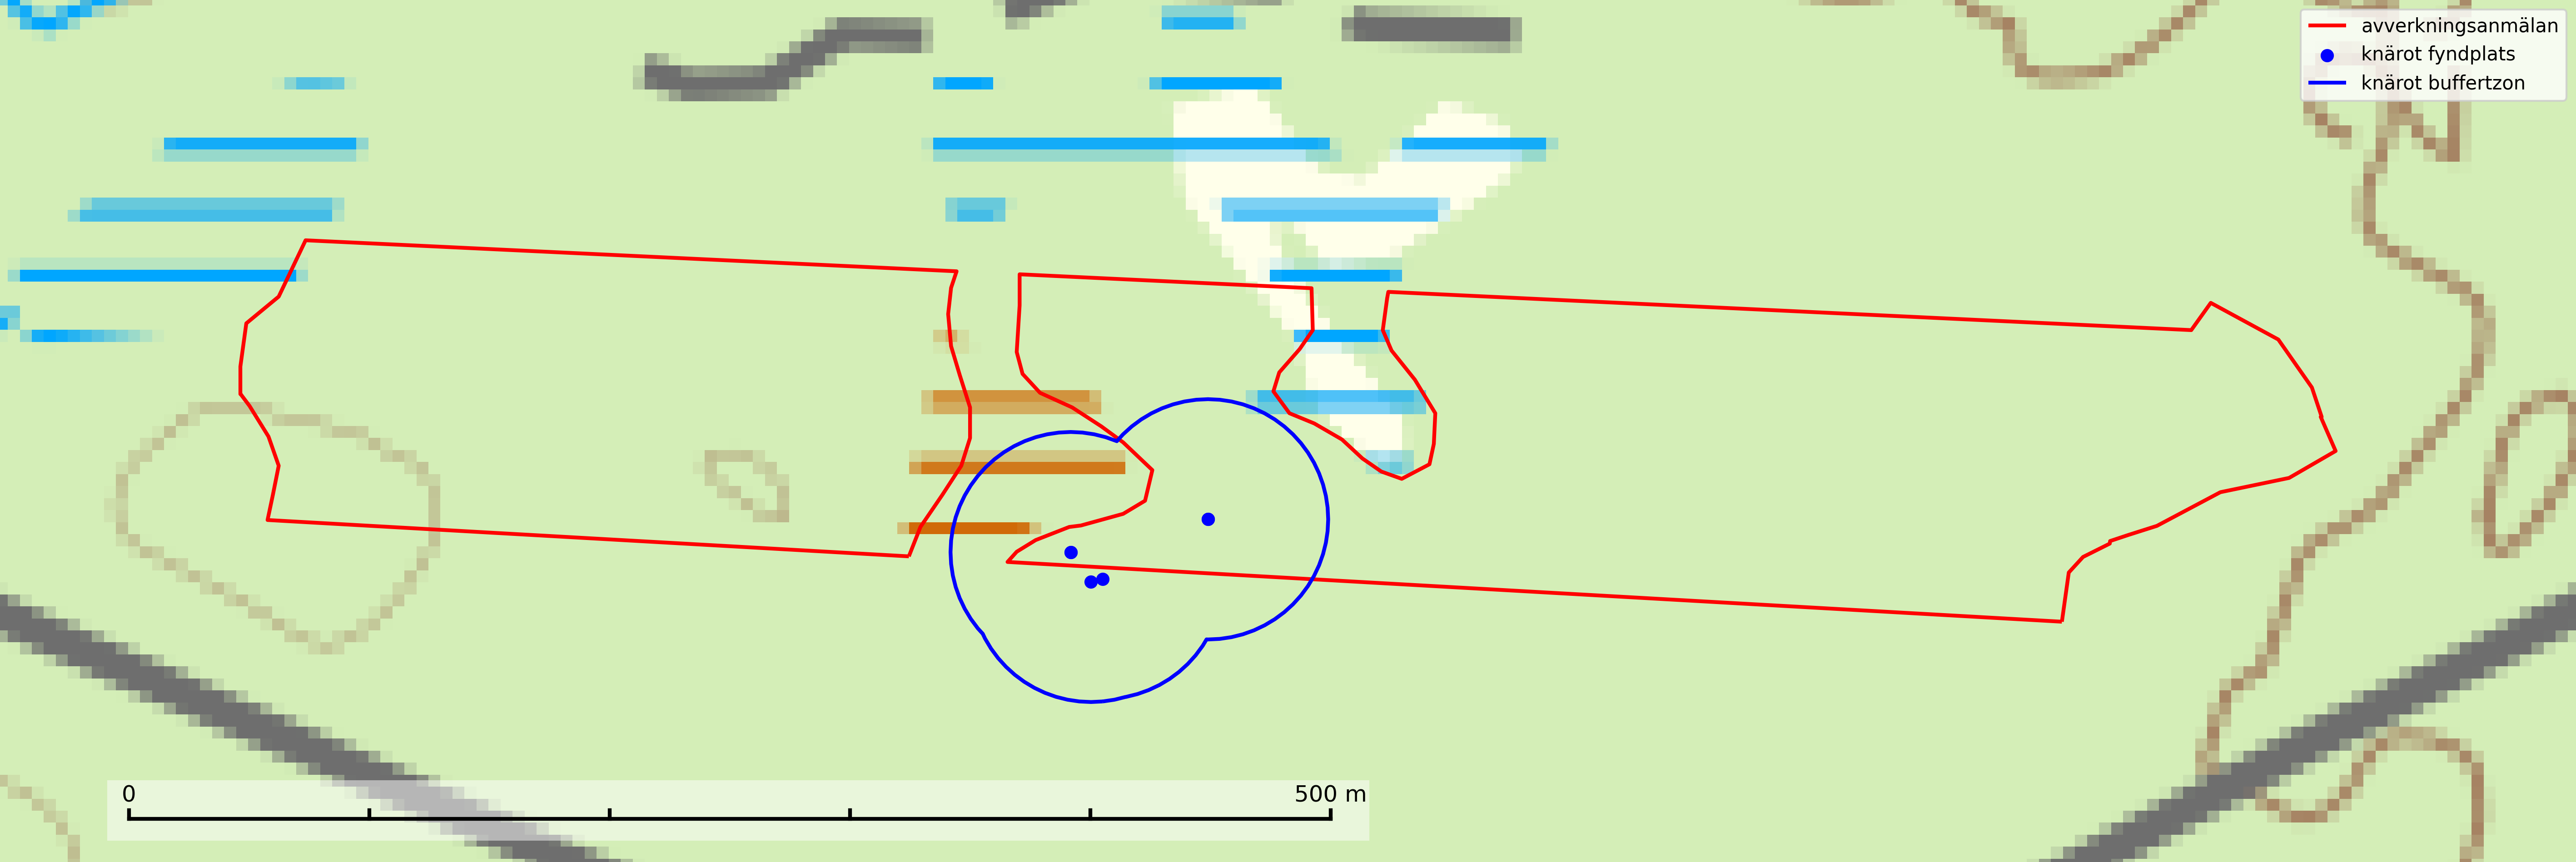 avverkningsanmälan
knärot fyndplats
knärot buffertzon
0
500 m